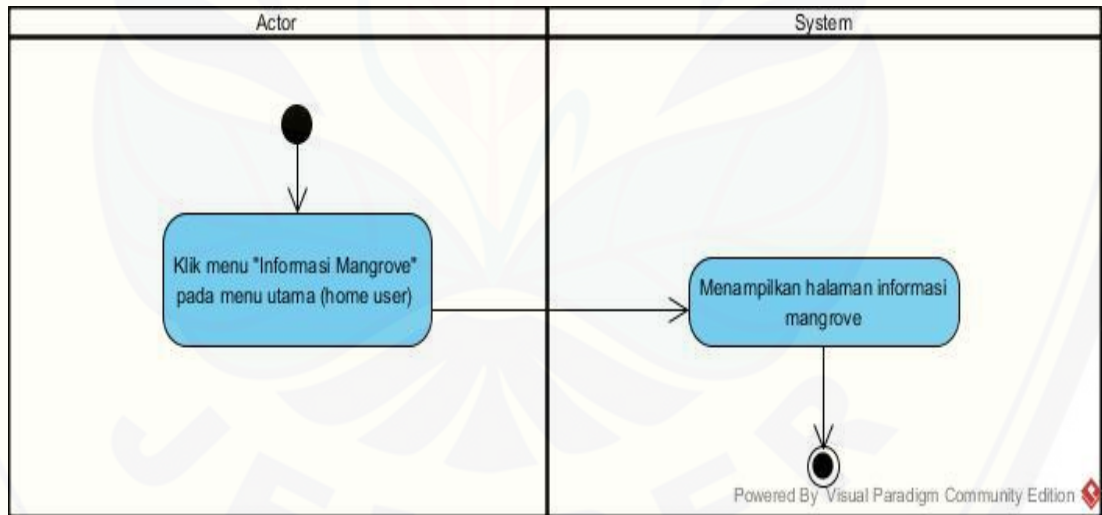 Actor
System
Klik menu "Informasi Mangrove"
pada menu utama (home user)
Menampilkan halaman informasi
mangrove
Powered By Visual Paradigm Community Edition